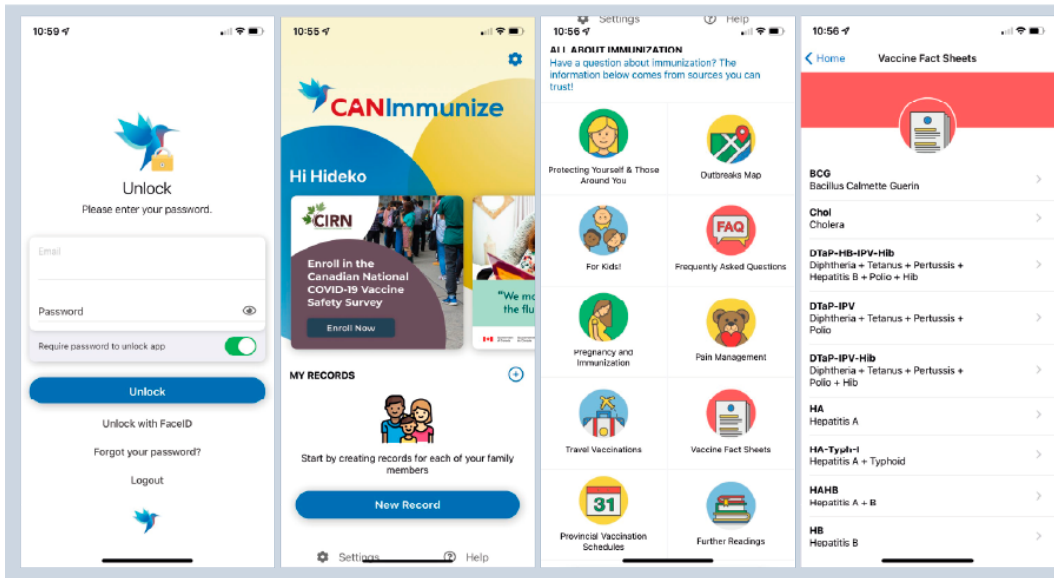 10:59
Unlock
Please enter your password.
Email
Password
Require password to unlock app
Unlock
Unlock with FaceID
Forgot your password?
Logout
10:55
CANImmunize
Hi Hideko
CIRN
Enroll in the
Canadian National
COVID-19 Vaccine
Safety Survey
Enroll Now
"We mo
the flu
MY RECORDS
Start by creating records for each of your family
members
New Record
Settings
Help
Settings
Help
10:56
ALL ABOUT IMMUNIZATION
Have a question about immunization? The
information below comes from sources you can
trust!
Protecting Yourself & Those
Around You
Outbreaks Map
For Kids!
FAQ
Frequently Asked Questions
Pregnancy and
Immunization
Pain Management
Travel Vaccinations
Vaccine Fact Sheets
31
Provincial Vaccination
Schedules
Further Readings
10:56
Home
Vaccine Fact Sheets
BCG
Bacillus Calmette Guerin
Chol
Cholera
DTaP-HB-IPV-Hib
Diphtheria + Tetanus + Pertussis +
Hepatitis B + Polio + Hib
DTaP-IPV
Diphtheria + Tetanus + Pertussis +
Polio
DTaP-IPV-Hib
Diphtheria + Tetanus + Pertussis +
Polio + Hib
HA
Hepatitis A
HA-Typh-I
Hepatitis A + Typhoid
HAHB
Hepatitis A + B
HB
Hepatitis B